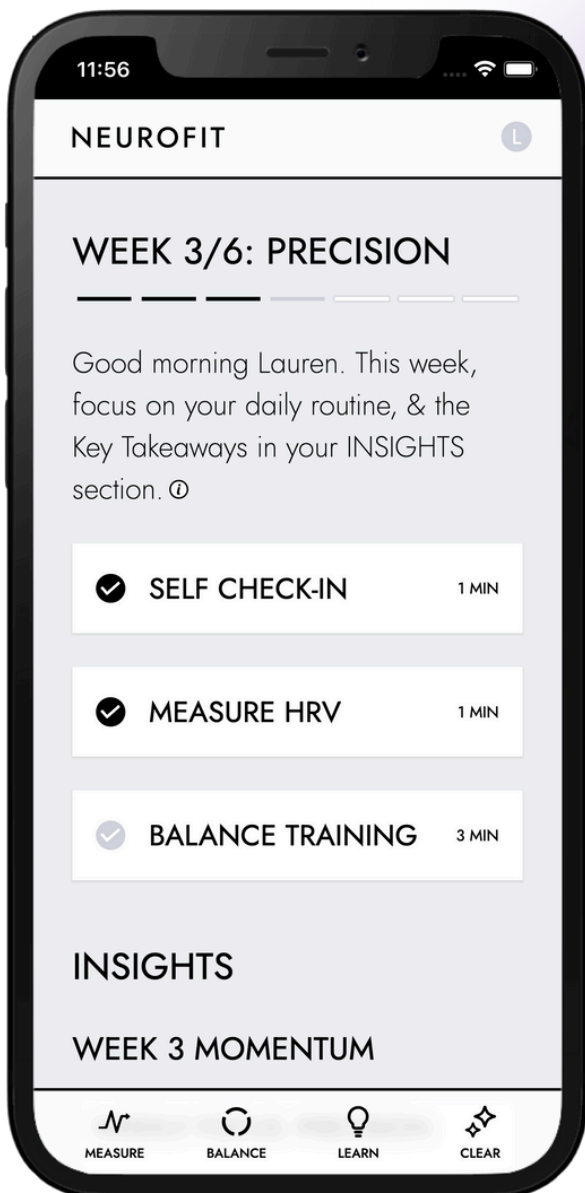 11:56
NEUROFIT
L
WEEK 3/6: PRECISION
Good morning Lauren. This week,
focus on your daily routine, & the
Key Takeaways in your INSIGHTS
section.
SELF CHECK-IN 1 MIN
MEASURE HRV 1 MIN
BALANCE TRAINING 3 MIN
INSIGHTS
WEEK 3 MOMENTUM
MEASURE BALANCE LEARN CLEAR